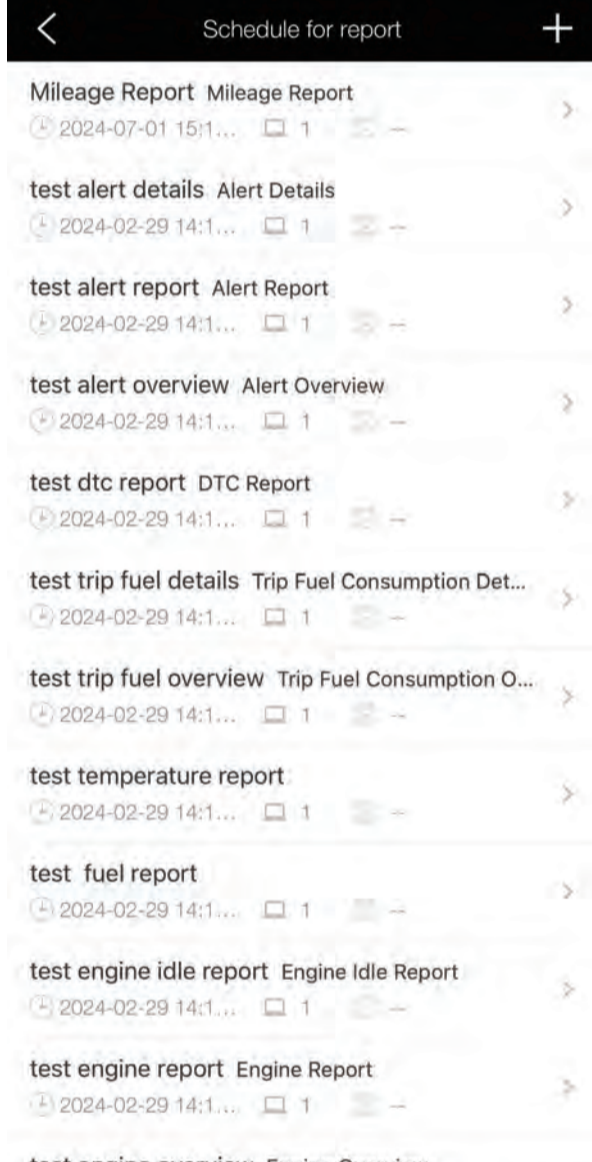 Schedule for report
Mileage Report Mileage Report
2024-07-01 15:1... 1 --
test alert details Alert Details
2024-02-29 14:1... 1 --
test alert report Alert Report
2024-02-29 14:1... 1 --
test alert overview Alert Overview
2024-02-29 14:1... 1 --
test dtc report DTC Report
2024-02-29 14:1... 1 --
test trip fuel details Trip Fuel Consumption Det...
2024-02-29 14:1... 1 --
test trip fuel overview Trip Fuel Consumption O...
2024-02-29 14:1... 1 --
test temperature report
2024-02-29 14:1... 1 --
test fuel report
2024-02-29 14:1... 1 --
test engine idle report Engine Idle Report
2024-02-29 14:1... 1 --
test engine report Engine Report
2024-02-29 14:1... 1 --